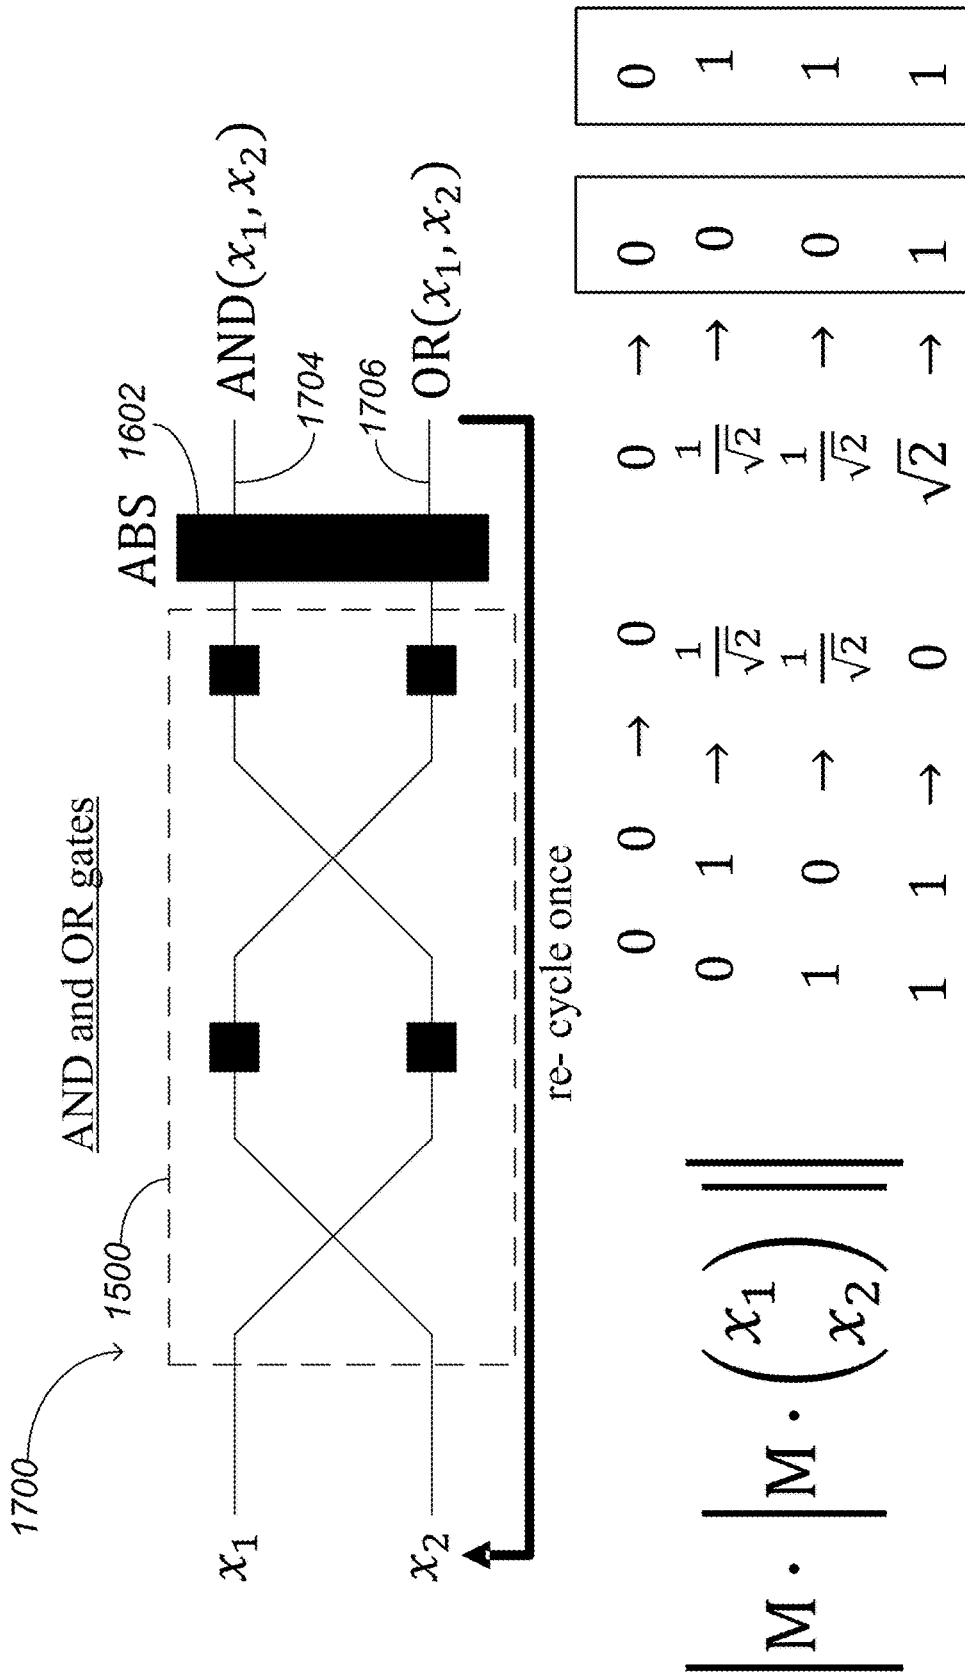 AND and OR gates
1700
1500
ABS
1602
x₁
AND(x₁, x₂)
1704
1706
x₂
OR(x₁, x₂)
re- cycle once
|M · |M · (x₁ x₂)||
0 0 → 0 0 → 0 0
0 1 → 1/√2 1/√2 → 0 1
1 0 → 1/√2 1/√2 → 0 1
1 1 → 0 √2 → 1 1